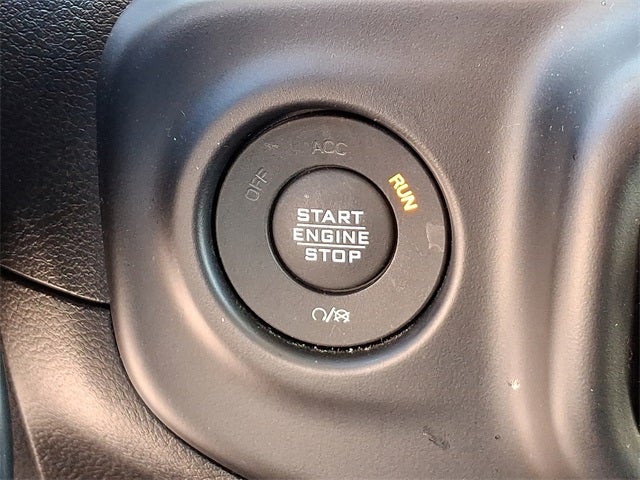 OFF
ACC
RUN
START
ENGINE
STOP